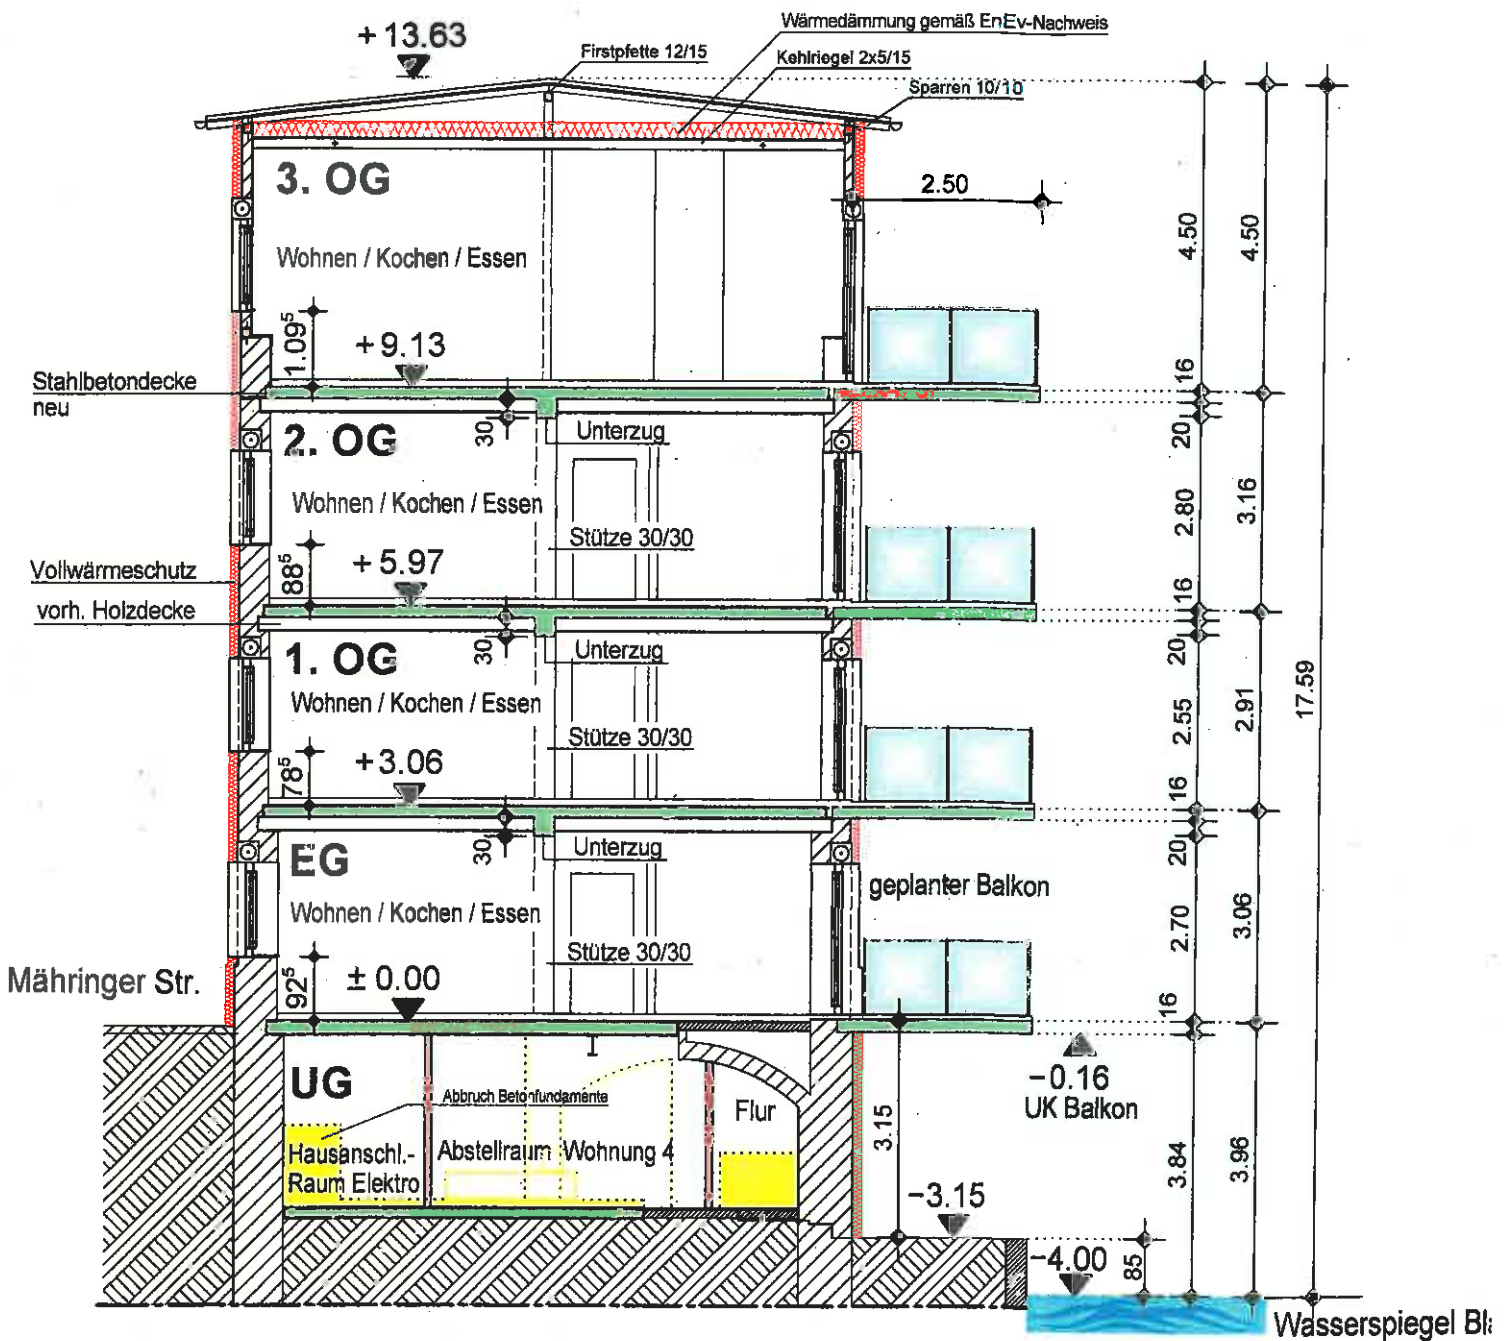 Wärmedämmung gemäß EnEv-Nachweis
+13.63
Firstpfette 12/15
Kehlriegel 2x5/15
Sparren 10/10
3. OG
2.50
Wohnen / Kochen / Essen
4.50
4.50
1.09⁵
+9.13
Stahlbetondecke
neu
16
30
Unterzug
20
2. OG
Wohnen / Kochen / Essen
2.80
3.16
Stütze 30/30
88⁵
+5.97
Vollwärmeschutz
16
vorh. Holzdecke
30
Unterzug
20
1. OG
Wohnen / Kochen / Essen
2.55
2.91
17.59
Stütze 30/30
78⁵
+3.06
16
30
Unterzug
20
EG
geplanter Balkon
Wohnen / Kochen / Essen
2.70
3.06
Stütze 30/30
Mähringer Str.
92⁵
±0.00
16
−0.16
UK Balkon
UG
Abbruch Betonfundamente
Flur
3.15
Hausanschl.-
Raum Elektro
Abstellraum Wohnung 4
3.84
3.96
−3.15
−4.00
85
Wasserspiegel